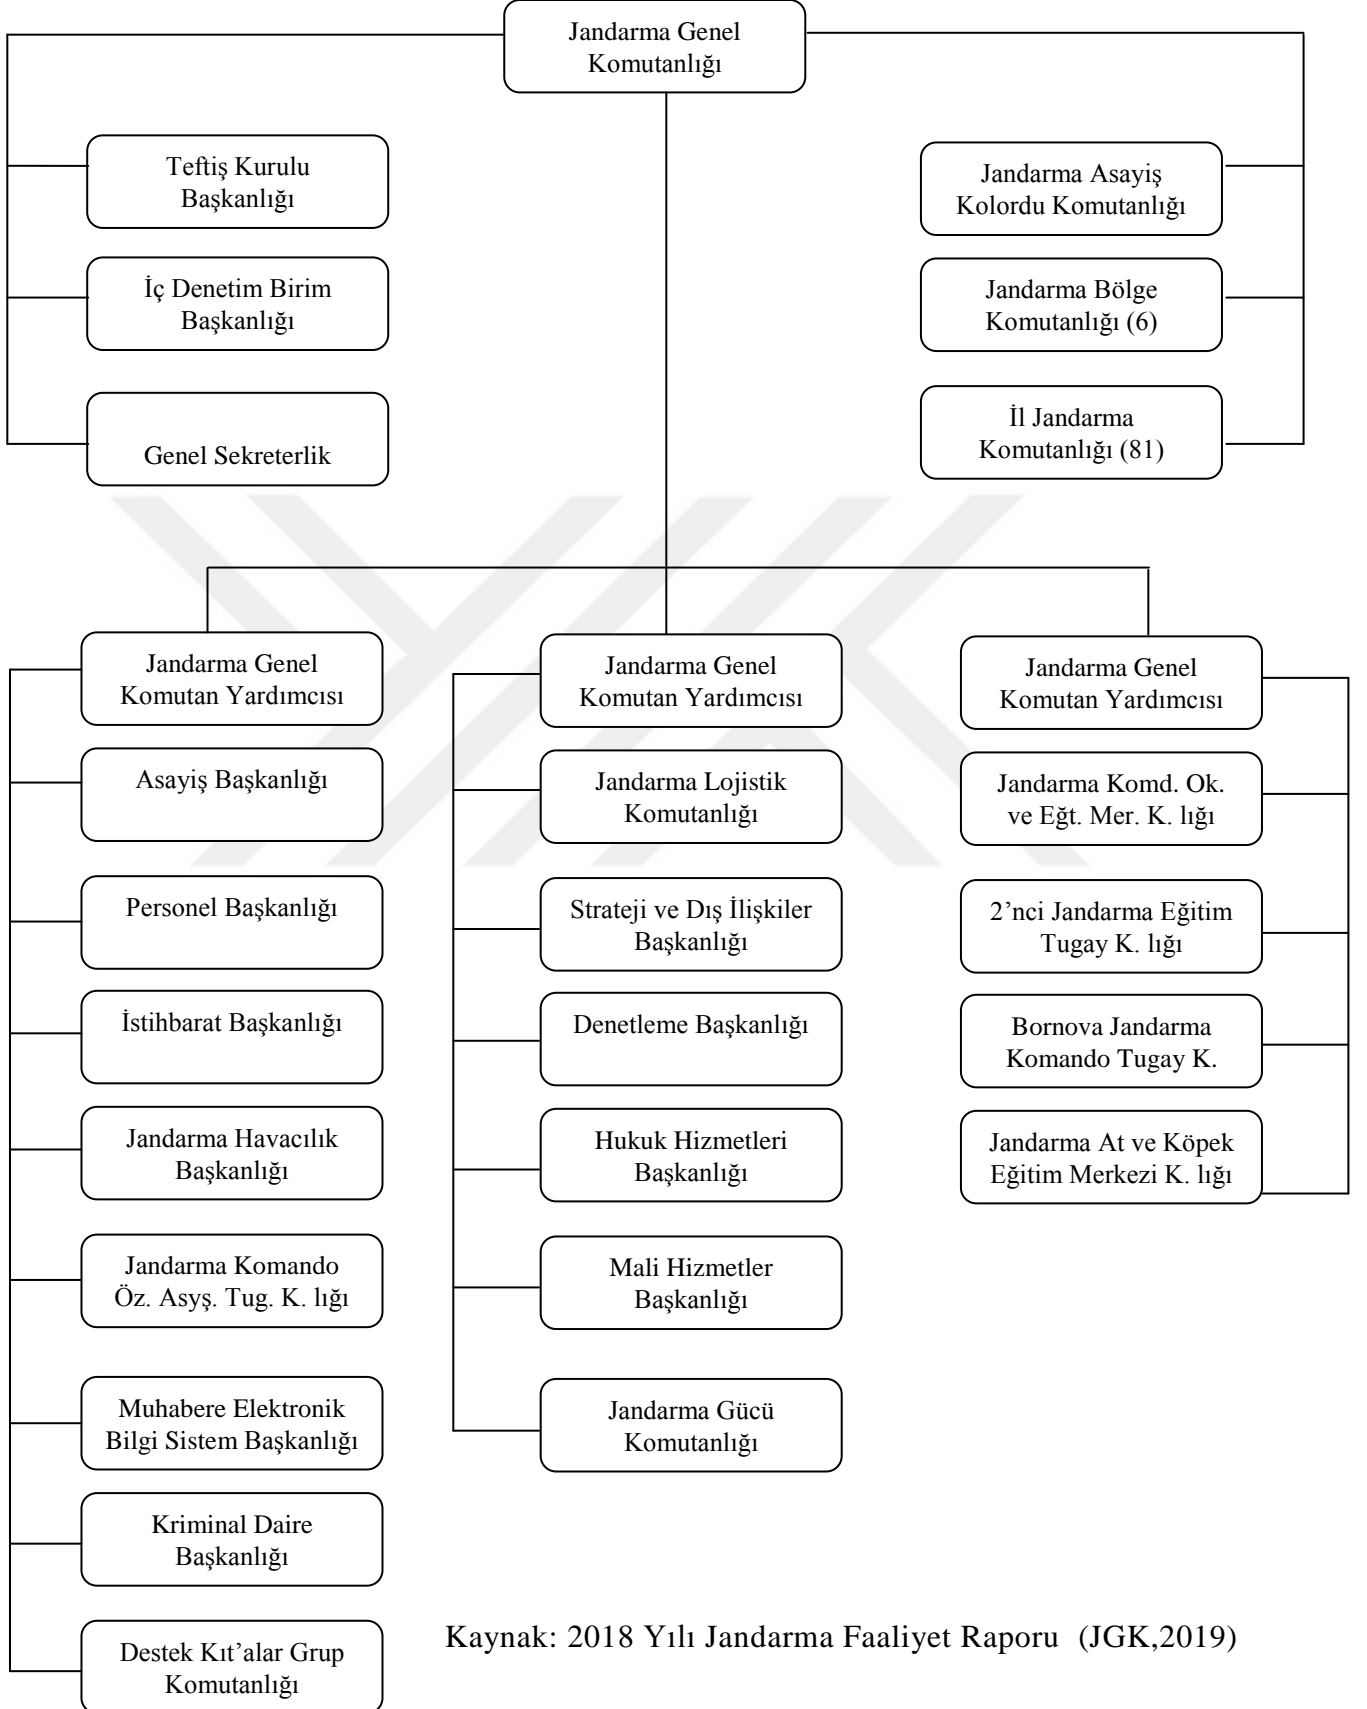 Jandarma Genel
Komutanlığı
Teftiş Kurulu
Başkanlığı
İç Denetim Birim
Başkanlığı
Genel Sekreterlik
Jandarma Asayiş
Kolordu Komutanlığı
Jandarma Bölge
Komutanlığı (6)
İl Jandarma
Komutanlığı (81)
Jandarma Genel
Komutan Yardımcısı
Asayiş Başkanlığı
Personel Başkanlığı
İstihbarat Başkanlığı
Jandarma Havacılık
Başkanlığı
Jandarma Komando
Öz. Asyş. Tug. K. lığı
Muhabere Elektronik
Bilgi Sistem Başkanlığı
Kriminal Daire
Başkanlığı
Destek Kıt’alar Grup
Komutanlığı
Jandarma Genel
Komutan Yardımcısı
Jandarma Lojistik
Komutanlığı
Strateji ve Dış İlişkiler
Başkanlığı
Denetleme Başkanlığı
Hukuk Hizmetleri
Başkanlığı
Mali Hizmetler
Başkanlığı
Jandarma Gücü
Komutanlığı
Jandarma Genel
Komutan Yardımcısı
Jandarma Komd. Ok.
ve Eğt. Mer. K. lığı
2’nci Jandarma Eğitim
Tugay K. lığı
Bornova Jandarma
Komando Tugay K.
Jandarma At ve Köpek
Eğitim Merkezi K. lığı
Kaynak: 2018 Yılı Jandarma Faaliyet Raporu (JGK,2019)